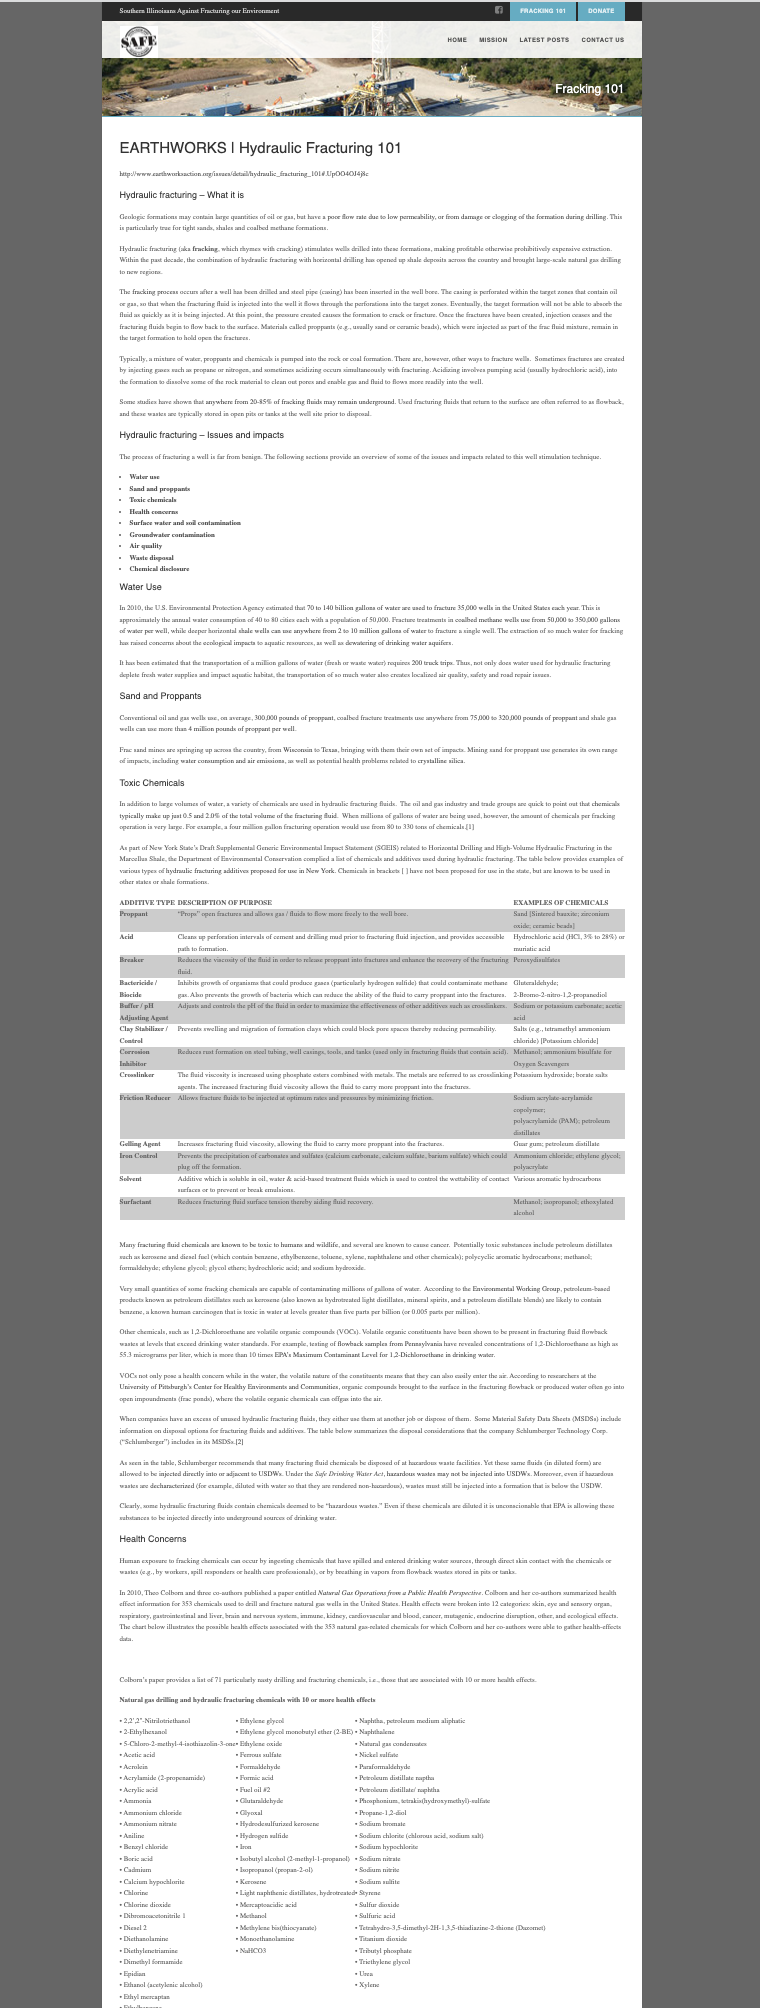 Southern Illinoisans Against Fracturing our Environment
FRACKING 101
DONATE
SAFE
HOME
MISSION
LATEST POSTS
CONTACT US
Fracking 101
EARTHWORKS | Hydraulic Fracturing 101
http://www.earthworksaction.org/issues/detail/hydraulic_fracturing_101#.UpOO4OJ4j8c
Hydraulic fracturing – What it is
Geologic formations may contain large quantities of oil or gas, but have a poor flow rate due to low permeability, or from damage or clogging of the formation during drilling. This
is particularly true for tight sands, shales and coalbed methane formations.
Hydraulic fracturing (aka fracking, which rhymes with cracking) stimulates wells drilled into these formations, making profitable otherwise prohibitively expensive extraction.
Within the past decade, the combination of hydraulic fracturing with horizontal drilling has opened up shale deposits across the country and brought large-scale natural gas drilling
to new regions.
The fracking process occurs after a well has been drilled and steel pipe (casing) has been inserted in the well bore. The casing is perforated within the target zones that contain oil
or gas, so that when the fracturing fluid is injected into the well it flows through the perforations into the target zones. Eventually, the target formation will not be able to absorb the
fluid as quickly as it is being injected. At this point, the pressure created causes the formation to crack or fracture. Once the fractures have been created, injection ceases and the
fracturing fluids begin to flow back to the surface. Materials called proppants (e.g., usually sand or ceramic beads), which were injected as part of the frac fluid mixture, remain in
the target formation to hold open the fractures.
Typically, a mixture of water, proppants and chemicals is pumped into the rock or coal formation. There are, however, other ways to fracture wells. Sometimes fractures are created
by injecting gases such as propane or nitrogen, and sometimes acidizing occurs simultaneously with fracturing. Acidizing involves pumping acid (usually hydrochloric acid), into
the formation to dissolve some of the rock material to clean out pores and enable gas and fluid to flows more readily into the well.
Some studies have shown that anywhere from 20-85% of fracking fluids may remain underground. Used fracturing fluids that return to the surface are often referred to as flowback,
and these wastes are typically stored in open pits or tanks at the well site prior to disposal.
Hydraulic fracturing – Issues and impacts
The process of fracturing a well is far from benign. The following sections provide an overview of some of the issues and impacts related to this well stimulation technique.
• Water use
• Sand and proppants
• Toxic chemicals
• Health concerns
• Surface water and soil contamination
• Groundwater contamination
• Air quality
• Waste disposal
• Chemical disclosure
Water Use
In 2010, the U.S. Environmental Protection Agency estimated that 70 to 140 billion gallons of water are used to fracture 35,000 wells in the United States each year. This is
approximately the annual water consumption of 40 to 80 cities each with a population of 50,000. Fracture treatments in coalbed methane wells use from 50,000 to 350,000 gallons
of water per well, while deeper horizontal shale wells can use anywhere from 2 to 10 million gallons of water to fracture a single well. The extraction of so much water for fracking
has raised concerns about the ecological impacts to aquatic resources, as well as dewatering of drinking water aquifers.
It has been estimated that the transportation of a million gallons of water (fresh or waste water) requires 200 truck trips. Thus, not only does water used for hydraulic fracturing
deplete fresh water supplies and impact aquatic habitat, the transportation of so much water also creates localized air quality, safety and road repair issues.
Sand and Proppants
Conventional oil and gas wells use, on average, 300,000 pounds of proppant, coalbed fracture treatments use anywhere from 75,000 to 320,000 pounds of proppant and shale gas
wells can use more than 4 million pounds of proppant per well.
Frac sand mines are springing up across the country, from Wisconsin to Texas, bringing with them their own set of impacts. Mining sand for proppant use generates its own range
of impacts, including water consumption and air emissions, as well as potential health problems related to crystalline silica.
Toxic Chemicals
In addition to large volumes of water, a variety of chemicals are used in hydraulic fracturing fluids. The oil and gas industry and trade groups are quick to point out that chemicals
typically make up just 0.5 and 2.0% of the total volume of the fracturing fluid. When millions of gallons of water are being used, however, the amount of chemicals per fracking
operation is very large. For example, a four million gallon fracturing operation would use from 80 to 330 tons of chemicals.[1]
As part of New York State's Draft Supplemental Generic Environmental Impact Statement (SGEIS) related to Horizontal Drilling and High-Volume Hydraulic Fracturing in the
Marcellus Shale, the Department of Environmental Conservation complied a list of chemicals and additives used during hydraulic fracturing. The table below provides examples of
various types of hydraulic fracturing additives proposed for use in New York. Chemicals in brackets [ ] have not been proposed for use in the state, but are known to be used in
other states or shale formations.
ADDITIVE TYPE DESCRIPTION OF PURPOSE EXAMPLES OF CHEMICALS
Proppant "Props" open fractures and allows gas / fluids to flow more freely to the well bore. Sand [Sintered bauxite; zirconium
oxide; ceramic beads]
Acid Cleans up perforation intervals of cement and drilling mud prior to fracturing fluid injection, and provides accessible Hydrochloric acid (HCl, 3% to 28%) or
path to formation. muriatic acid
Breaker Reduces the viscosity of the fluid in order to release proppant into fractures and enhance the recovery of the fracturing Peroxydisulfates
fluid.
Bactericide / Inhibits growth of organisms that could produce gases (particularly hydrogen sulfide) that could contaminate methane Gluteraldehyde;
Biocide gas. Also prevents the growth of bacteria which can reduce the ability of the fluid to carry proppant into the fractures. 2-Bromo-2-nitro-1,2-propanediol
Buffer / pH Adjusts and controls the pH of the fluid in order to maximize the effectiveness of other additives such as crosslinkers. Sodium or potassium carbonate; acetic
Adjusting Agent acid
Clay Stabilizer / Prevents swelling and migration of formation clays which could block pore spaces thereby reducing permeability. Salts (e.g., tetramethyl ammonium
Control chloride) [Potassium chloride]
Corrosion Reduces rust formation on steel tubing, well casings, tools, and tanks (used only in fracturing fluids that contain acid). Methanol; ammonium bisulfate for
Inhibitor Oxygen Scavengers
Crosslinker The fluid viscosity is increased using phosphate esters combined with metals. The metals are referred to as crosslinking Potassium hydroxide; borate salts
agents. The increased fracturing fluid viscosity allows the fluid to carry more proppant into the fractures.
Friction Reducer Allows fracture fluids to be injected at optimum rates and pressures by minimizing friction. Sodium acrylate-acrylamide
copolymer;
polyacrylamide (PAM); petroleum
distillates
Gelling Agent Increases fracturing fluid viscosity, allowing the fluid to carry more proppant into the fractures. Guar gum; petroleum distillate
Iron Control Prevents the precipitation of carbonates and sulfates (calcium carbonate, calcium sulfate, barium sulfate) which could Ammonium chloride; ethylene glycol;
plug off the formation. polyacrylate
Solvent Additive which is soluble in oil, water & acid-based treatment fluids which is used to control the wettability of contact Various aromatic hydrocarbons
surfaces or to prevent or break emulsions.
Surfactant Reduces fracturing fluid surface tension thereby aiding fluid recovery. Methanol; isopropanol; ethoxylated
alcohol
Many fracturing fluid chemicals are known to be toxic to humans and wildlife, and several are known to cause cancer. Potentially toxic substances include petroleum distillates
such as kerosene and diesel fuel (which contain benzene, ethylbenzene, toluene, xylene, naphthalene and other chemicals); polycyclic aromatic hydrocarbons; methanol;
formaldehyde; ethylene glycol; glycol ethers; hydrochloric acid; and sodium hydroxide.
Very small quantities of some fracking chemicals are capable of contaminating millions of gallons of water. According to the Environmental Working Group, petroleum-based
products known as petroleum distillates such as kerosene (also known as hydrotreated light distillates, mineral spirits, and a petroleum distillate blends) are likely to contain
benzene, a known human carcinogen that is toxic in water at levels greater than five parts per billion (or 0.005 parts per million).
Other chemicals, such as 1,2-Dichloroethane are volatile organic compounds (VOCs). Volatile organic constituents have been shown to be present in fracturing fluid flowback
wastes at levels that exceed drinking water standards. For example, testing of flowback samples from Pennsylvania have revealed concentrations of 1,2-Dichloroethane as high as
55.3 micrograms per liter, which is more than 10 times EPA's Maximum Contaminant Level for 1,2-Dichloroethane in drinking water.
VOCs not only pose a health concern while in the water, the volatile nature of the constituents means that they can also easily enter the air. According to researchers at the
University of Pittsburgh's Center for Healthy Environments and Communities, organic compounds brought to the surface in the fracturing flowback or produced water often go into
open impoundments (frac ponds), where the volatile organic chemicals can offgas into the air.
When companies have an excess of unused hydraulic fracturing fluids, they either use them at another job or dispose of them. Some Material Safety Data Sheets (MSDSs) include
information on disposal options for fracturing fluids and additives. The table below summarizes the disposal considerations that the company Schlumberger Technology Corp.
("Schlumberger") includes in its MSDSs.[2]
As seen in the table, Schlumberger recommends that many fracturing fluid chemicals be disposed of at hazardous waste facilities. Yet these same fluids (in diluted form) are
allowed to be injected directly into or adjacent to USDWs. Under the Safe Drinking Water Act, hazardous wastes may not be injected into USDWs. Moreover, even if hazardous
wastes are decharacterized (for example, diluted with water so that they are rendered non-hazardous), wastes must still be injected into a formation that is below the USDW.
Clearly, some hydraulic fracturing fluids contain chemicals deemed to be "hazardous wastes." Even if these chemicals are diluted it is unconscionable that EPA is allowing these
substances to be injected directly into underground sources of drinking water.
Health Concerns
Human exposure to fracking chemicals can occur by ingesting chemicals that have spilled and entered drinking water sources, through direct skin contact with the chemicals or
wastes (e.g., by workers, spill responders or health care professionals), or by breathing in vapors from flowback wastes stored in pits or tanks.
In 2010, Theo Colborn and three co-authors published a paper entitled Natural Gas Operations from a Public Health Perspective. Colborn and her co-authors summarized health
effect information for 353 chemicals used to drill and fracture natural gas wells in the United States. Health effects were broken into 12 categories: skin, eye and sensory organ,
respiratory, gastrointestinal and liver, brain and nervous system, immune, kidney, cardiovascular and blood, cancer, mutagenic, endocrine disruption, other, and ecological effects.
The chart below illustrates the possible health effects associated with the 353 natural gas-related chemicals for which Colborn and her co-authors were able to gather health-effects
data.
Colborn's paper provides a list of 71 particularly nasty drilling and fracturing chemicals, i.e., those that are associated with 10 or more health effects.
Natural gas drilling and hydraulic fracturing chemicals with 10 or more health effects
• 2,2',2"-Nitrilotriethanol
• 2-Ethylhexanol
• 5-Chloro-2-methyl-4-isothiazolin-3-one
• Acetic acid
• Acrolein
• Acrylamide (2-propenamide)
• Acrylic acid
• Ammonia
• Ammonium chloride
• Ammonium nitrate
• Aniline
• Benzyl chloride
• Boric acid
• Cadmium
• Calcium hypochlorite
• Chlorine
• Chlorine dioxide
• Dibromoacetonitrile 1
• Diesel 2
• Diethanolamine
• Diethylenetriamine
• Dimethyl formamide
• Epidian
• Ethanol (acetylenic alcohol)
• Ethyl mercaptan
• Ethylbenzene
• Ethylene glycol
• Ethylene glycol monobutyl ether (2-BE)
• Ethylene oxide
• Ferrous sulfate
• Formaldehyde
• Formic acid
• Fuel oil #2
• Glutaraldehyde
• Glyoxal
• Hydrodesulfurized kerosene
• Hydrogen sulfide
• Iron
• Isobutyl alcohol (2-methyl-1-propanol)
• Isopropanol (propan-2-ol)
• Kerosene
• Light naphthenic distillates, hydrotreated
• Mercaptoacidic acid
• Methanol
• Methylene bis(thiocyanate)
• Monoethanolamine
• NaHCO3
• Naphtha, petroleum medium aliphatic
• Naphthalene
• Natural gas condensates
• Nickel sulfate
• Paraformaldehyde
• Petroleum distillate naptha
• Petroleum distillate/ naphtha
• Phosphonium, tetrakis(hydroxymethyl)-sulfate
• Propane-1,2-diol
• Sodium bromate
• Sodium chlorite (chlorous acid, sodium salt)
• Sodium hypochlorite
• Sodium nitrate
• Sodium nitrite
• Sodium sulfite
• Styrene
• Sulfur dioxide
• Sulfuric acid
• Tetrahydro-3,5-dimethyl-2H-1,3,5-thiadiazine-2-thione (Dazomet)
• Titanium dioxide
• Tributyl phosphate
• Triethylene glycol
• Urea
• Xylene